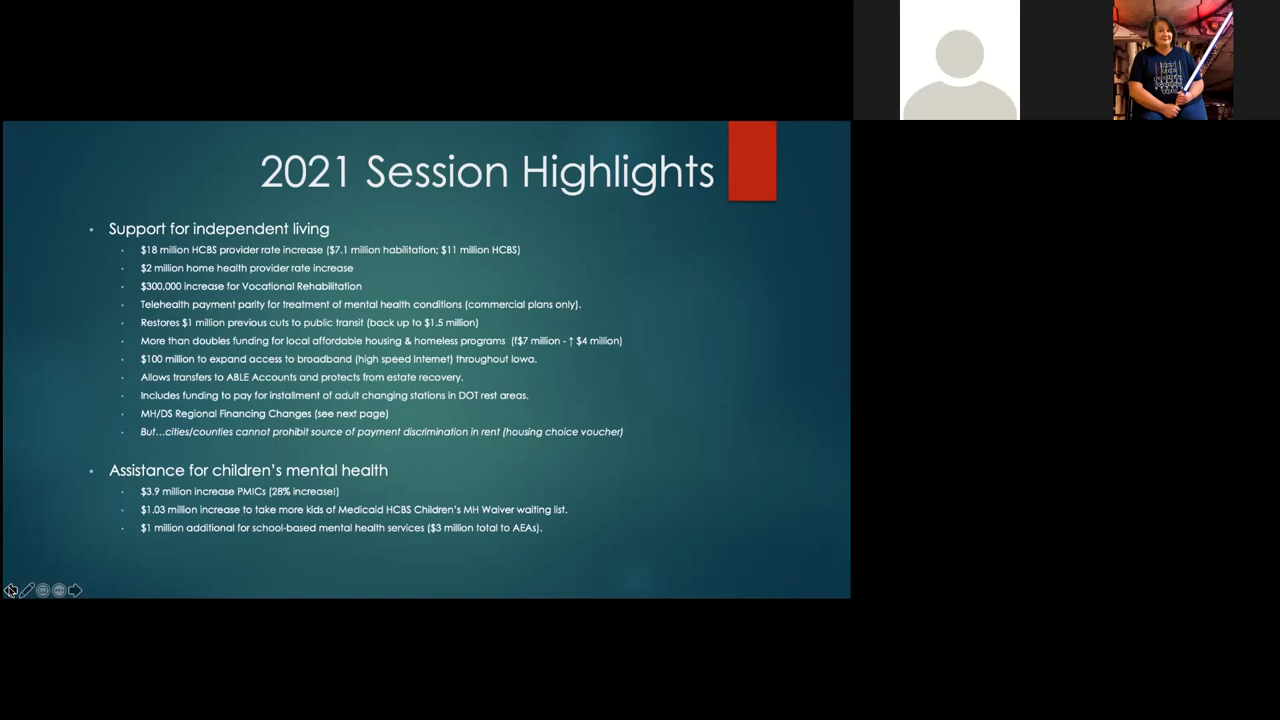 2021 Session Highlights
Support for independent living
$18 million HCBS provider rate increase ($7.1 million habilitation; $11 million HCBS)
$2 million home health provider rate increase
$300,000 increase for Vocational Rehabilitation
Telehealth payment parity for treatment of mental health conditions (commercial plans only).
Restores $1 million previous cuts to public transit (back up to $1.5 million)
More than doubles funding for local affordable housing & homeless programs (f$7 million - ↑ $4 million)
$100 million to expand access to broadband (high speed Internet) throughout Iowa.
Allows transfers to ABLE Accounts and protects from estate recovery.
Includes funding to pay for installment of adult changing stations in DOT rest areas.
MH/DS Regional Financing Changes (see next page)
But…cities/counties cannot prohibit source of payment discrimination in rent (housing choice voucher)
Assistance for children's mental health
$3.9 million increase PMICs (28% increase!)
$1.03 million increase to take more kids of Medicaid HCBS Children's MH Waiver waiting list.
$1 million additional for school-based mental health services ($3 million total to AEAs).